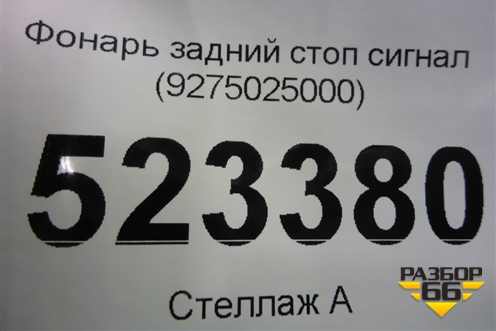 Фонарь задний стоп сигнал
(9275025000)
523380
Стеллаж А
РАЗБОР
66